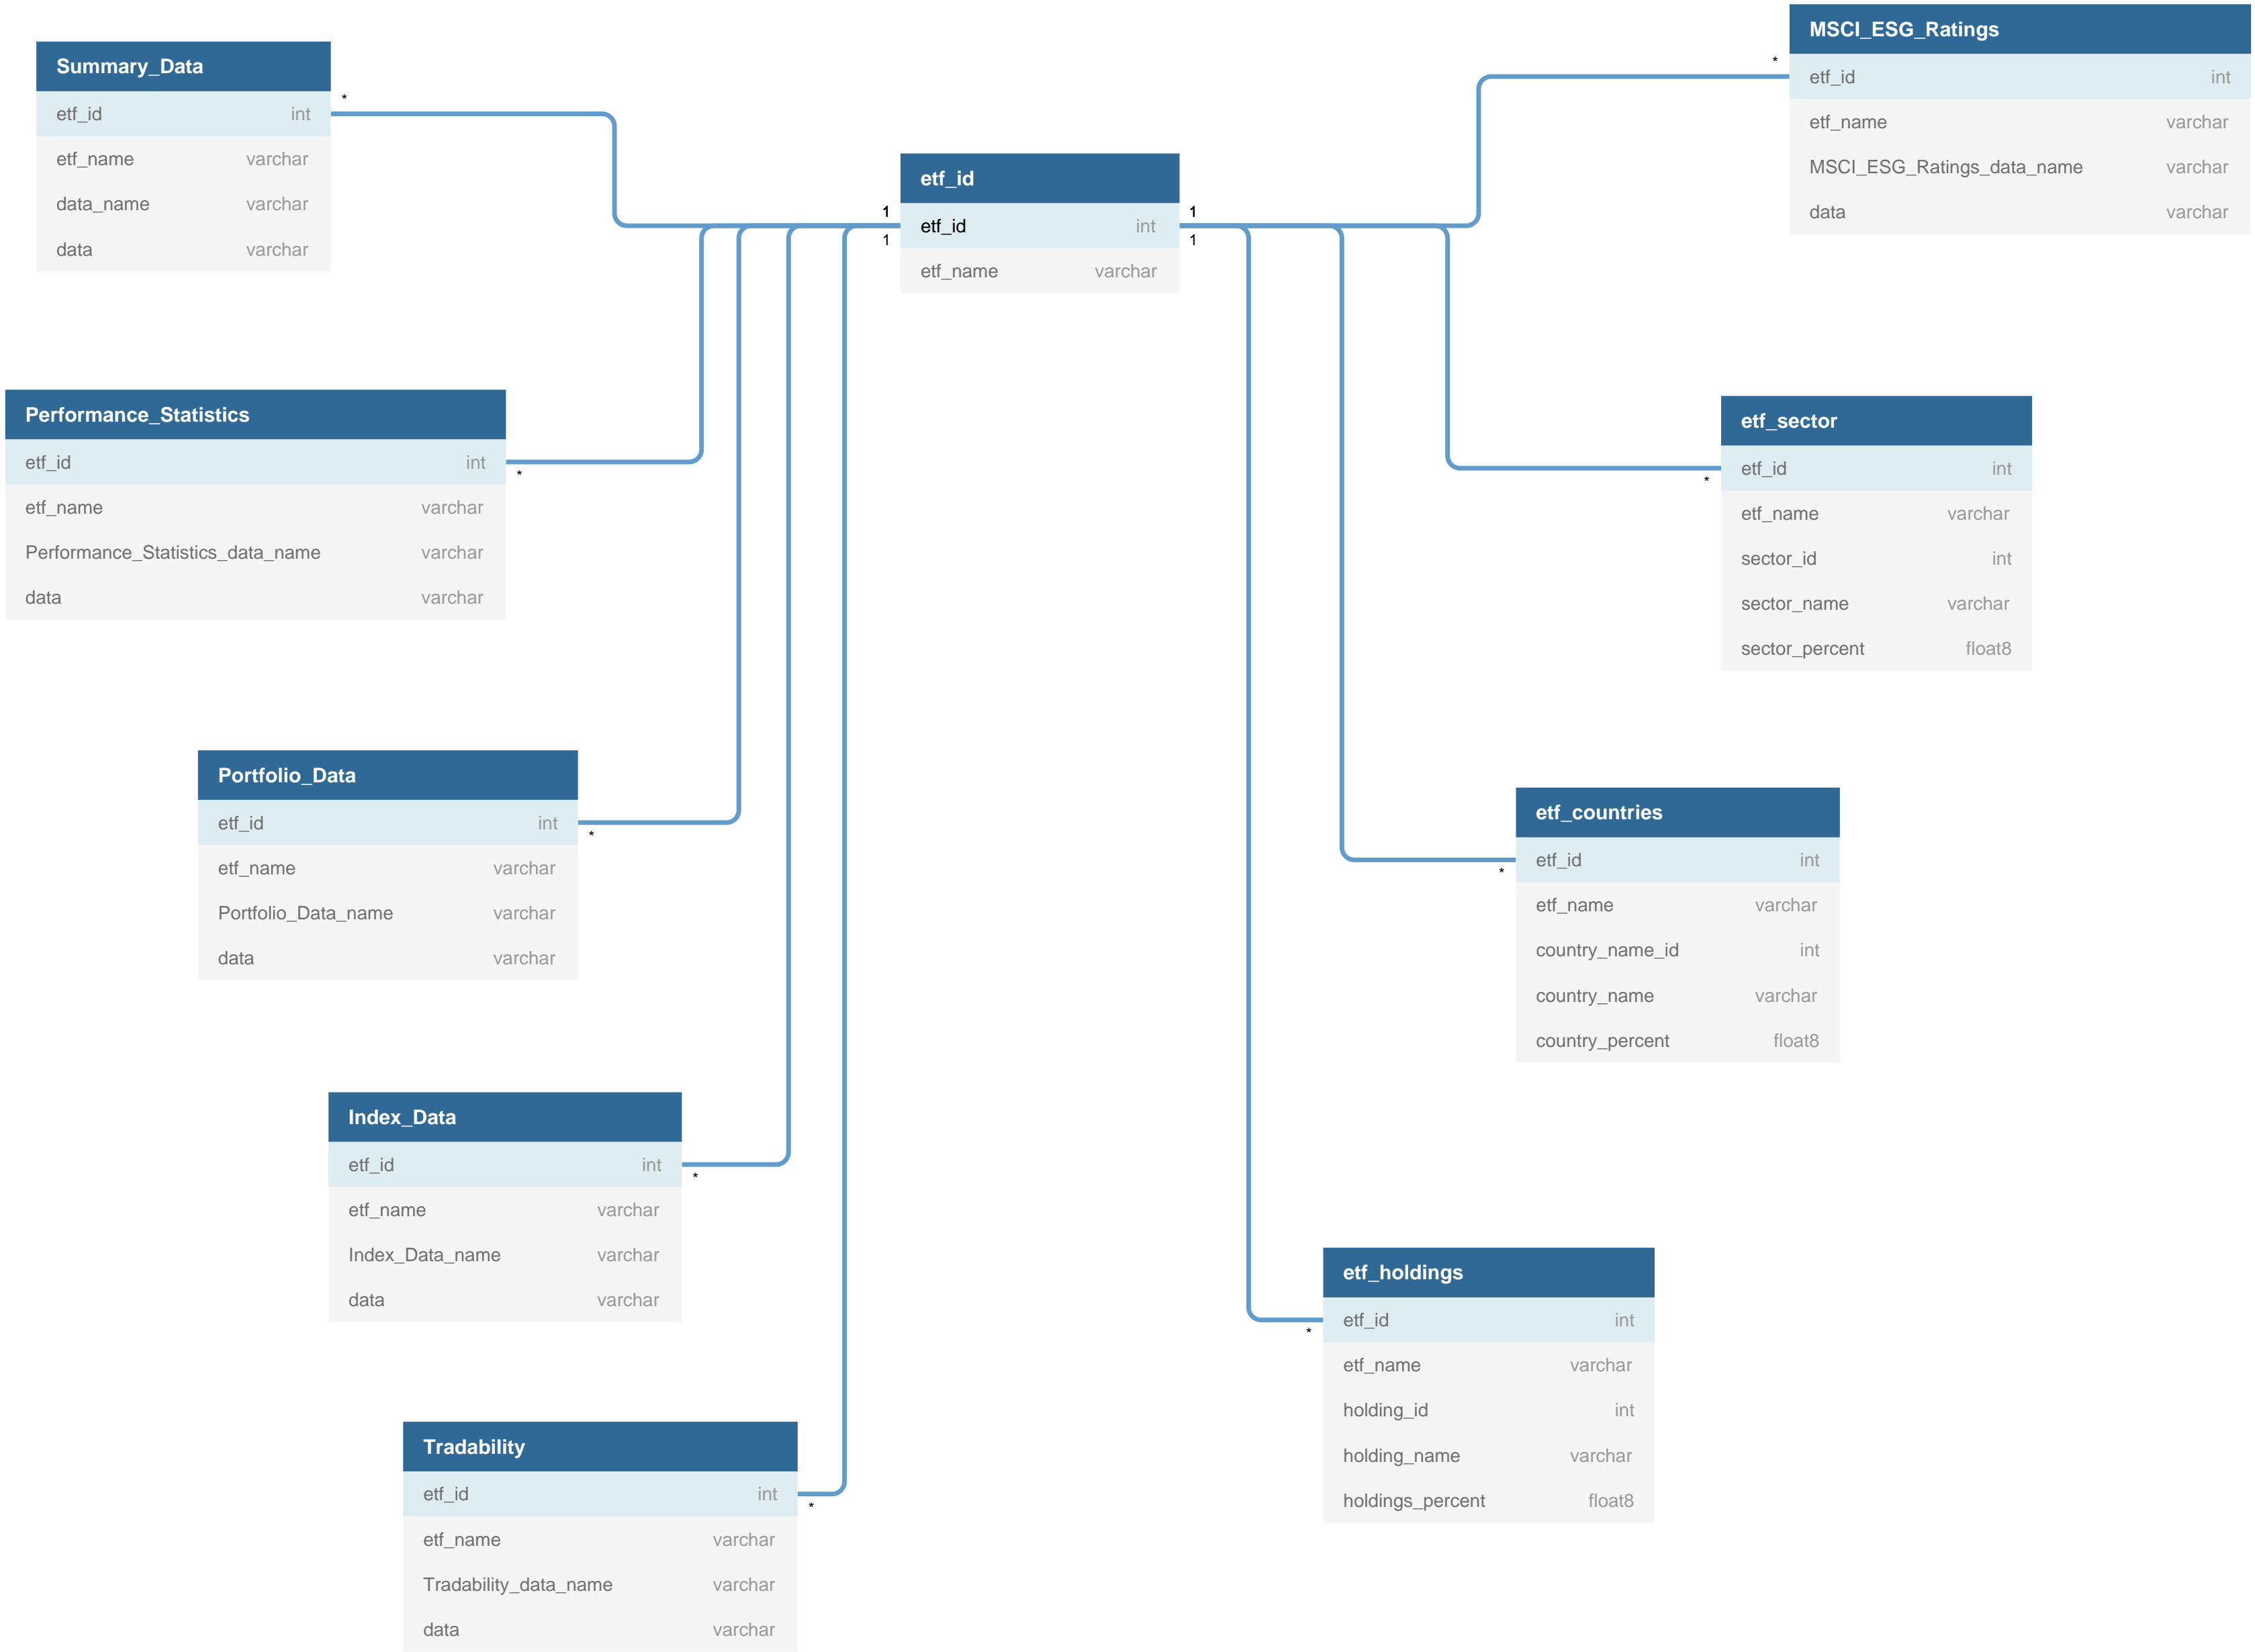 Summary_Data
*
etf_id int
etf_name varchar
data_name varchar
data varchar
Performance_Statistics
etf_id int
*
etf_name varchar
Performance_Statistics_data_name varchar
data varchar
Portfolio_Data
etf_id int
*
etf_name varchar
Portfolio_Data_name varchar
data varchar
Index_Data
etf_id int
*
etf_name varchar
Index_Data_name varchar
data varchar
Tradability
etf_id int
*
etf_name varchar
Tradability_data_name varchar
data varchar
etf_id
1 1
etf_id int
1 1
etf_name varchar
MSCI_ESG_Ratings
*
etf_id int
etf_name varchar
MSCI_ESG_Ratings_data_name varchar
data varchar
etf_sector
etf_id int
*
etf_name varchar
sector_id int
sector_name varchar
sector_percent float8
etf_countries
etf_id int
*
etf_name varchar
country_name_id int
country_name varchar
country_percent float8
etf_holdings
etf_id int
*
etf_name varchar
holding_id int
holding_name varchar
holdings_percent float8